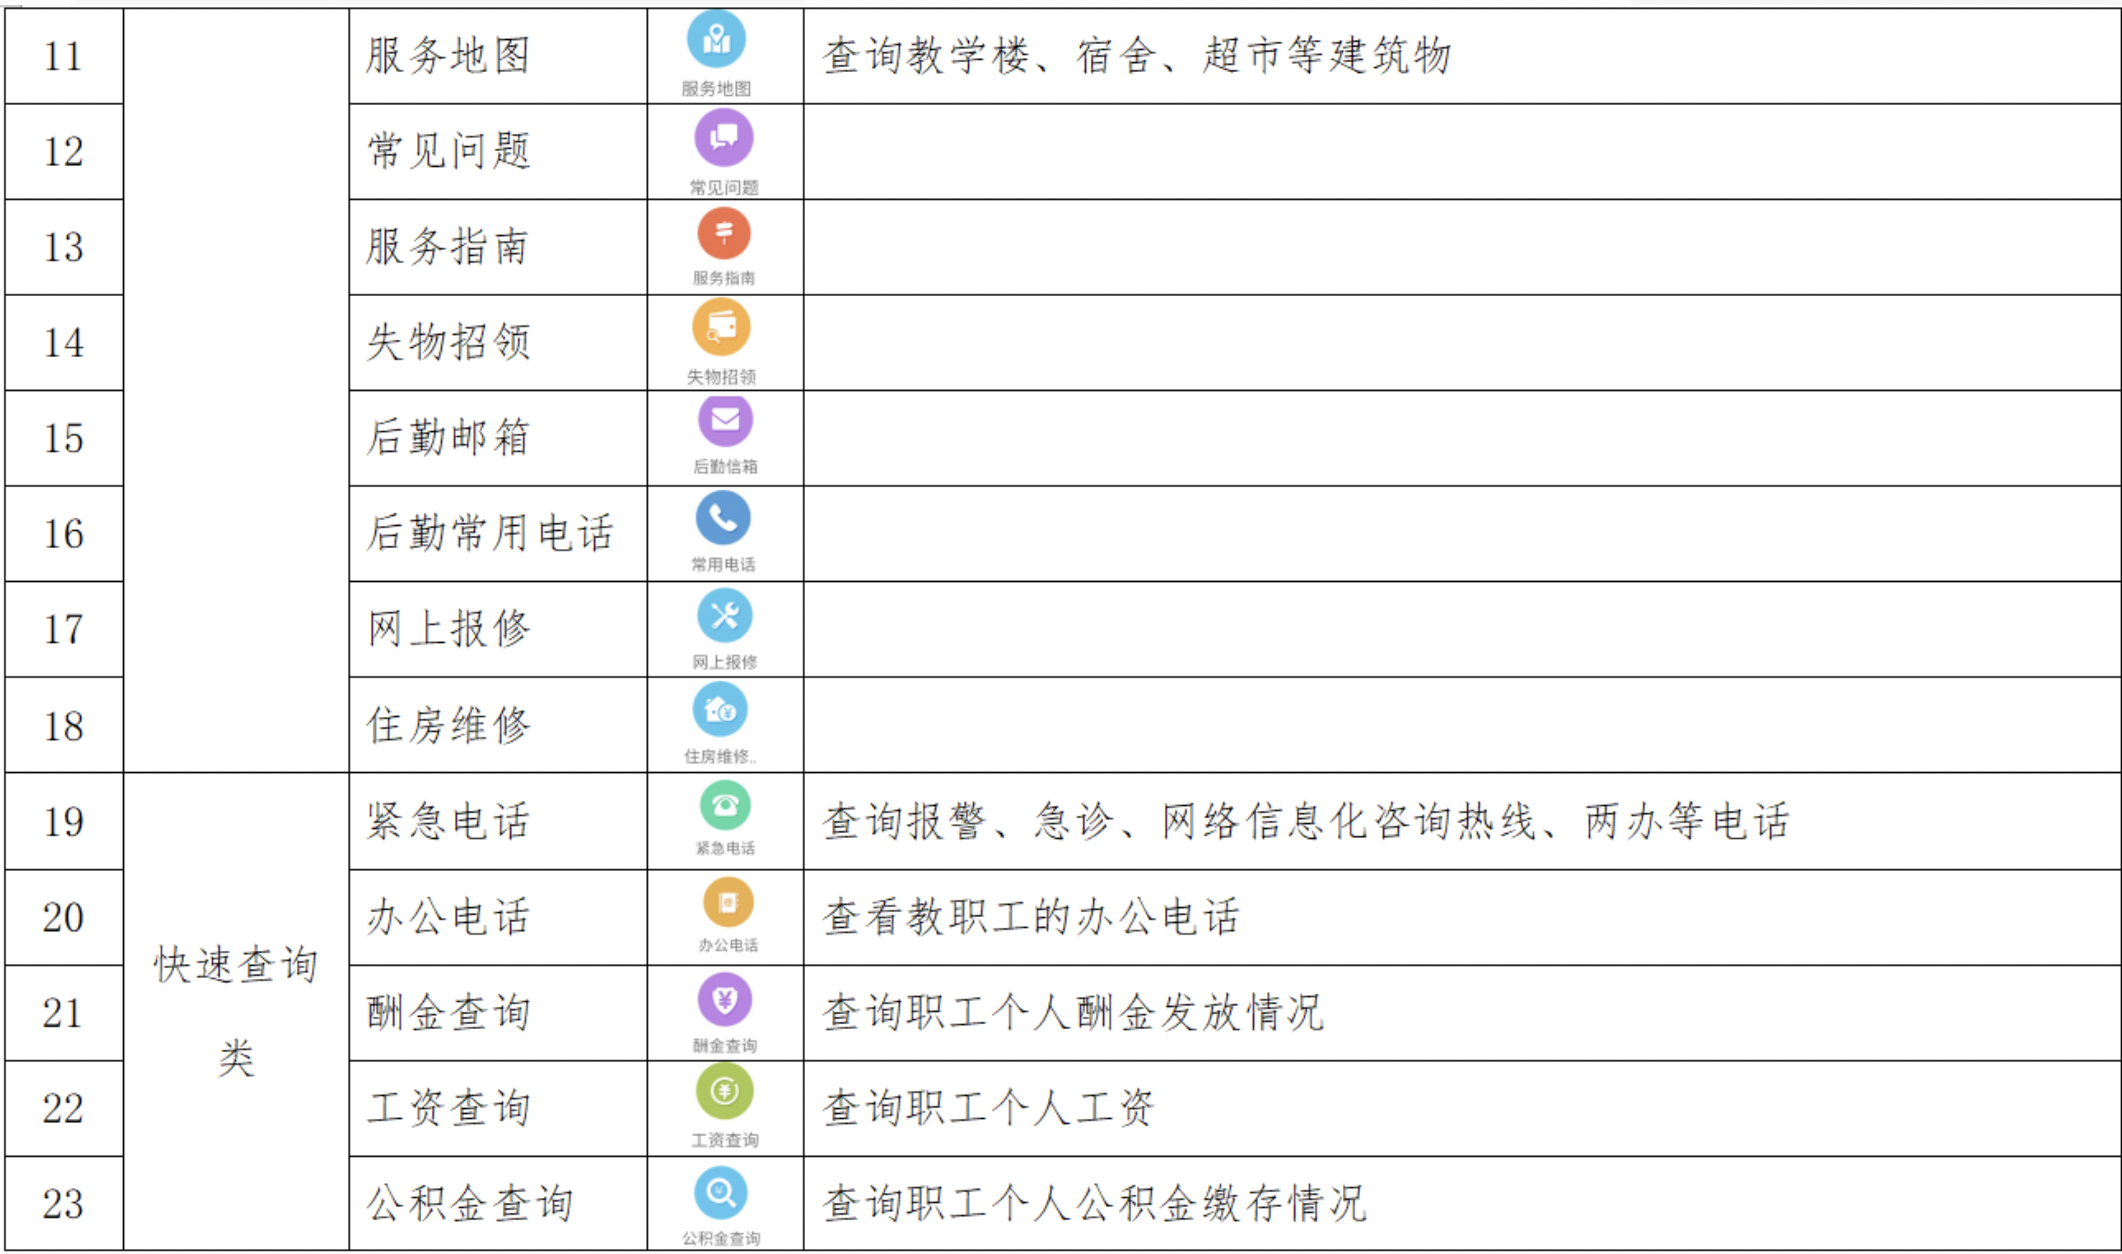 11
服务地图
服务地图
查询教学楼、宿舍、超市等建筑物
12
常见问题
常见问题
13
服务指南
服务指南
14
失物招领
失物招领
15
后勤邮箱
后勤信箱
16
后勤常用电话
常用电话
17
网上报修
网上报修
18
住房维修
住房维修..
19
紧急电话
紧急电话
查询报警、急诊、网络信息化咨询热线、两办等电话
20
办公电话
办公电话
查看教职工的办公电话
快速查询
类
21
酬金查询
酬金查询
查询职工个人酬金发放情况
22
工资查询
工资查询
查询职工个人工资
23
公积金查询
公积金查询
查询职工个人公积金缴存情况